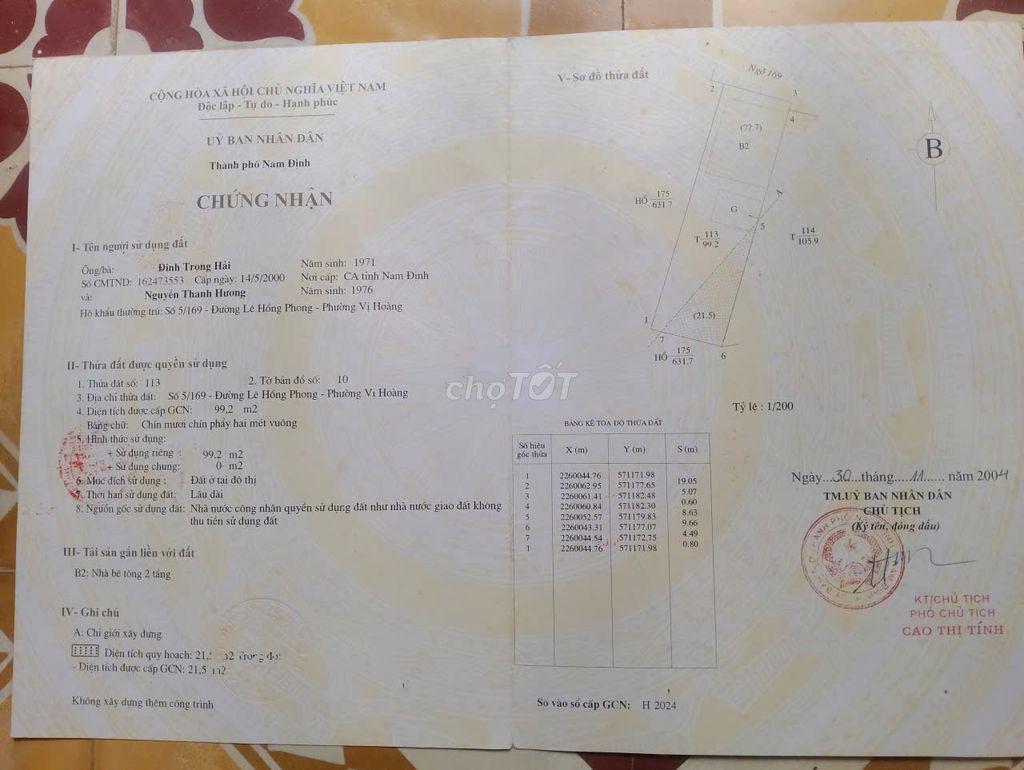 CỘNG HÒA XÃ HỘI CHỦ NGHĨA VIỆT NAM
Độc lập - Tự do - Hạnh phúc
UỶ BAN NHÂN DÂN
Thành phố Nam Định
CHỨNG NHẬN
I- Tên người sử dụng đất
Ông/bà: Đinh Trọng Hải Năm sinh: 1971
Số CMTND: 162473553 Cấp ngày: 14/5/2000 Nơi cấp: CA tỉnh Nam Định
và: Nguyễn Thanh Hương Năm sinh: 1976
Hộ khẩu thường trú: Số 5/169 - Đường Lê Hồng Phong - Phường Vị Hoàng
II- Thửa đất được quyền sử dụng
1. Thửa đất số: 113 2. Tờ bản đồ số: 10
3. Địa chỉ thửa đất: Số 5/169 - Đường Lê Hồng Phong - Phường Vị Hoàng
4. Diện tích được cấp GCN: 99,2 m2
Bằng chữ: Chín mươi chín phẩy hai mét vuông
5. Hình thức sử dụng:
+ Sử dụng riêng : 99.2 m2
+ Sử dụng chung: 0 m2
6. Mục đích sử dụng : Đất ở tại đô thị
7. Thời hạn sử dụng đất: Lâu dài
8. Nguồn gốc sử dụng đất: Nhà nước công nhận quyền sử dụng đất như nhà nước giao đất không
thu tiền sử dụng đất
III- Tài sản gắn liền với đất
B2: Nhà bê tông 2 tầng
IV- Ghi chú
A: Chỉ giới xây dựng
Diện tích quy hoạch: 21,5 m2 Trong đó:
- Diện tích được cấp GCN: 21,5 m2
Không xây dựng thêm công trình
V- Sơ đồ thửa đất
Ngõ 169
2
3
4
(77.7)
B2
B
HỒ 175
631.7
A
G
5
T 113
99.2
T 114
105.9
(21.5)
1
7
6
HỒ 175
631.7
chợTỐT
Tỷ lệ : 1/200
BẢNG KÊ TỌA ĐỘ THỬA ĐẤT
Số hiệu góc thửa X (m) Y (m) S (m)
1 2260044.76 571171.98
19.05
2 2260062.95 571177.65
5.07
3 2260061.41 571182.48
0.60
4 2260060.84 571182.30
8.63
5 2260052.57 571179.83
9.66
6 2260043.31 571177.07
4.49
7 2260044.54 571172.75
0.80
1 2260044.76 571171.98
Ngày...30...tháng...11...... năm 2004
TM.UỶ BAN NHÂN DÂN
CHỦ TỊCH
(Ký tên, đóng dấu)
KT/CHỦ TỊCH
PHÓ CHỦ TỊCH
CAO THỊ TÍNH
Số vào sổ cấp GCN: H 2024